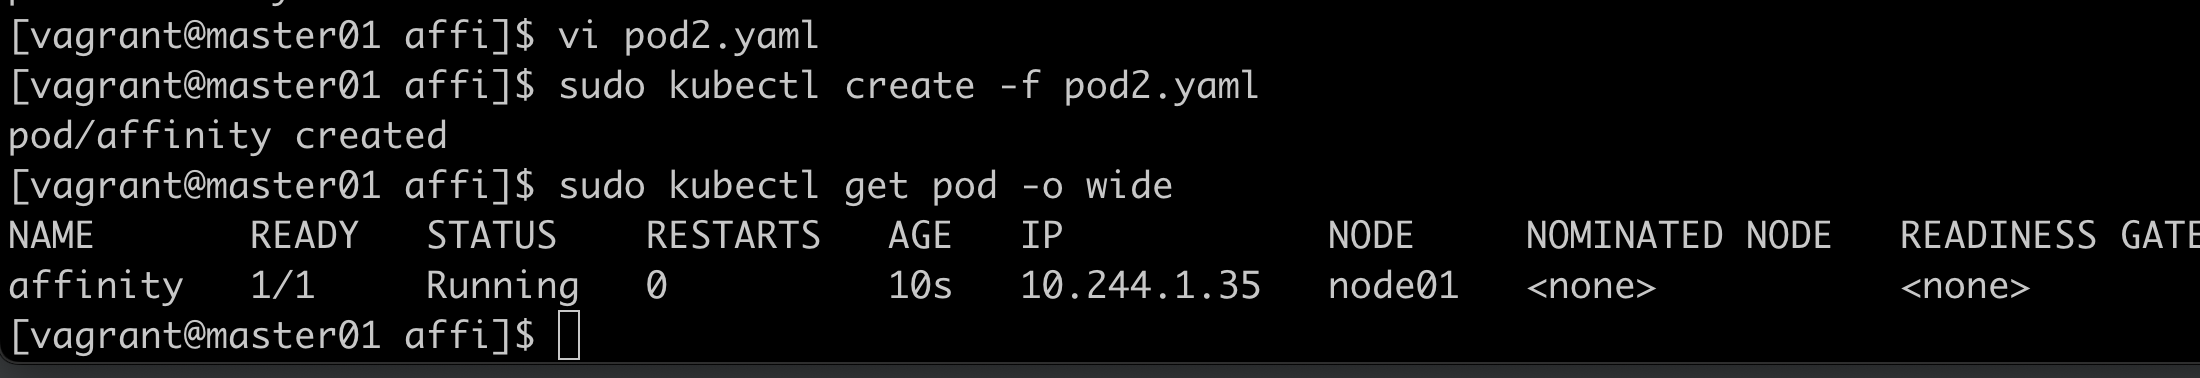 [vagrant@master01 affi]$ vi pod2.yaml
[vagrant@master01 affi]$ sudo kubectl create -f pod2.yaml
pod/affinity created
[vagrant@master01 affi]$ sudo kubectl get pod -o wide
NAME READY STATUS RESTARTS AGE IP NODE NOMINATED NODE READINESS GATE
affinity 1/1 Running 0 10s 10.244.1.35 node01 <none> <none>
[vagrant@master01 affi]$